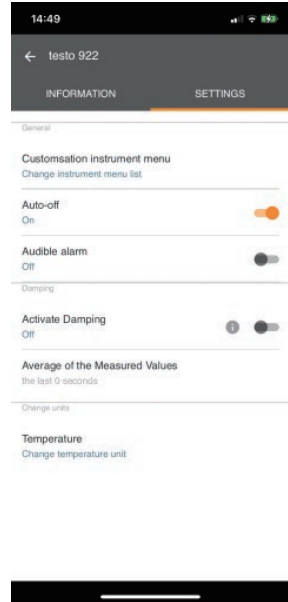 14:49
testo 922
INFORMATION SETTINGS
General
Customsation instrument menu
Change instrument menu list
Auto-off
On
Audible alarm
Off
Damping
Activate Damping
Off
Average of the Measured Values
the last 0 seconds
Change units
Temperature
Change temperature unit